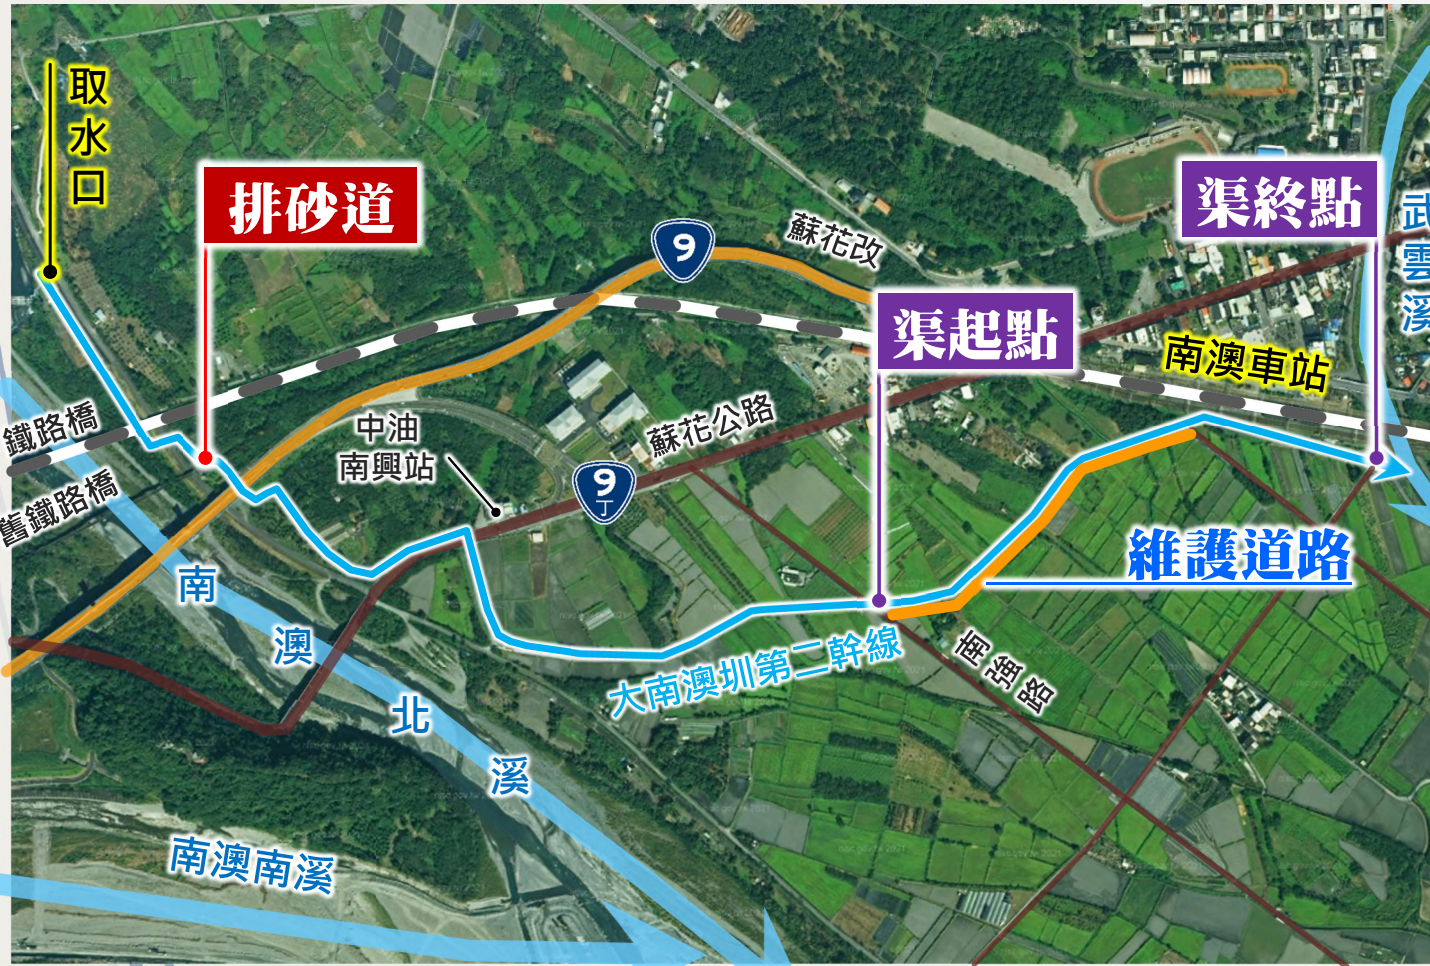 取水口
排砂道
9
蘇花改
渠終點
武雲溪
渠起點
南澳車站
鐵路橋
中油
南興站
蘇花公路
9
丁
舊鐵路橋
維護道路
南澳北溪
大南澳圳第二幹線
南強路
南澳南溪